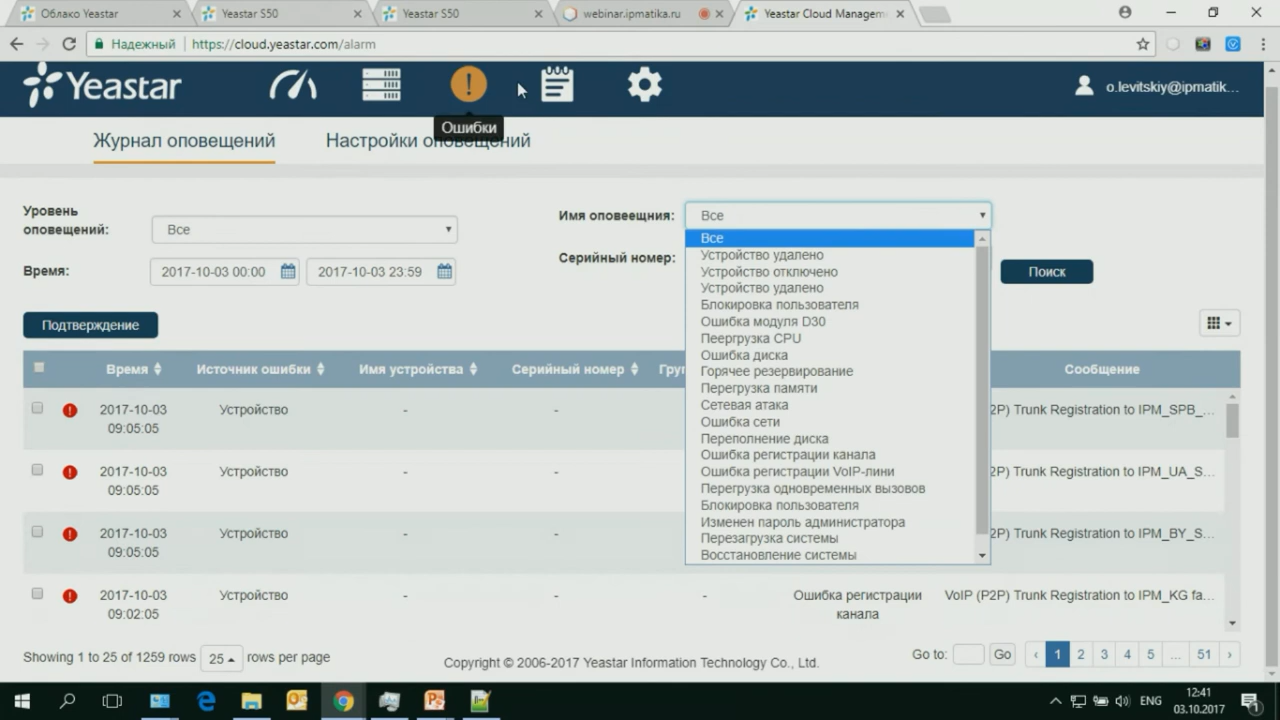 Облако Yeastar
Yeastar S50
Yeastar S50
webinar.ipmatika.ru
Yeastar Cloud Managem
Надежный
https://cloud.yeastar.com/alarm
Yeastar
o.levitskiy@ipmatik...
Ошибки
Журнал оповещений
Настройки оповещений
Уровень
оповещений:
Все
Имя оповеещния:
Все
Время:
2017-10-03 00:00
2017-10-03 23:59
Серийный номер:
Поиск
Все
Устройство удалено
Устройство отключено
Устройство удалено
Блокировка пользователя
Ошибка модуля D30
Пеергрузка CPU
Ошибка диска
Горячее резервирование
Перегрузка памяти
Сетевая атака
Ошибка сети
Переполнение диска
Ошибка регистрации канала
Ошибка регистрации VoIP-лини
Перегрузка одновременных вызовов
Блокировка пользователя
Изменен пароль администратора
Перезагрузка системы
Восстановление системы
Подтверждение
Время Источник ошибки Имя устройства Серийный номер Груп Сообщение
2017-10-03
09:05:05
Устройство - - 2P) Trunk Registration to IPM_SPB_...
2017-10-03
09:05:05
Устройство - - 2P) Trunk Registration to IPM_UA_S...
2017-10-03
09:05:05
Устройство - - 2P) Trunk Registration to IPM_BY_S...
2017-10-03
09:02:05
Устройство - - - Ошибка регистрации
канала
VoIP (P2P) Trunk Registration to IPM_KG fa...
Showing 1 to 25 of 1259 rows 25 rows per page
Copyright © 2006-2017 Yeastar Information Technology Co., Ltd.
Go to: Go ‹ 1 2 3 4 5 ... 51 ›
ENG
12:41
03.10.2017